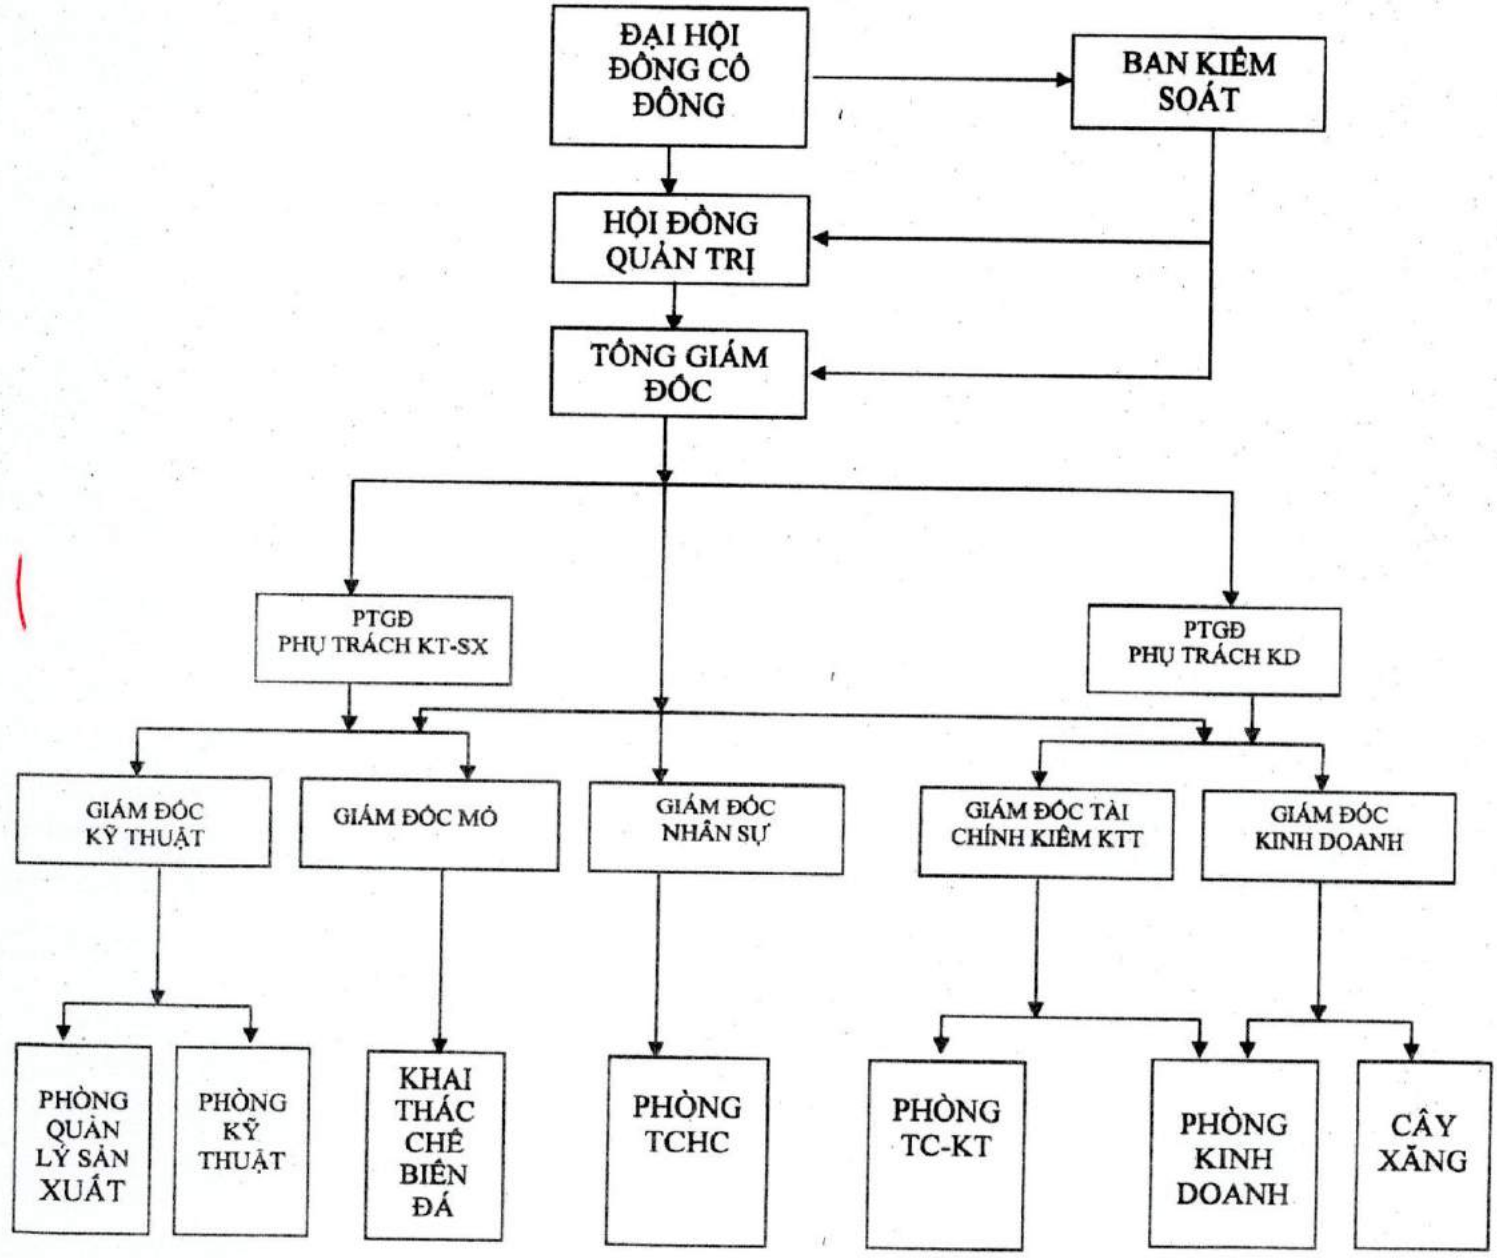 ĐẠI HỘI
ĐỒNG CỔ
ĐÔNG
BAN KIỂM
SOÁT
HỘI ĐỒNG
QUẢN TRỊ
TỔNG GIÁM
ĐỐC
PTGĐ
PHỤ TRÁCH KT-SX
PTGĐ
PHỤ TRÁCH KD
GIÁM ĐỐC
KỸ THUẬT
GIÁM ĐỐC MỎ
GIÁM ĐỐC
NHÂN SỰ
GIÁM ĐỐC TÀI
CHÍNH KIÊM KTT
GIÁM ĐỐC
KINH DOANH
PHÒNG
QUẢN
LÝ SẢN
XUẤT
PHÒNG
KỸ
THUẬT
KHAI
THÁC
CHẾ
BIẾN
ĐÁ
PHÒNG
TCHC
PHÒNG
TC-KT
PHÒNG
KINH
DOANH
CÂY
XĂNG